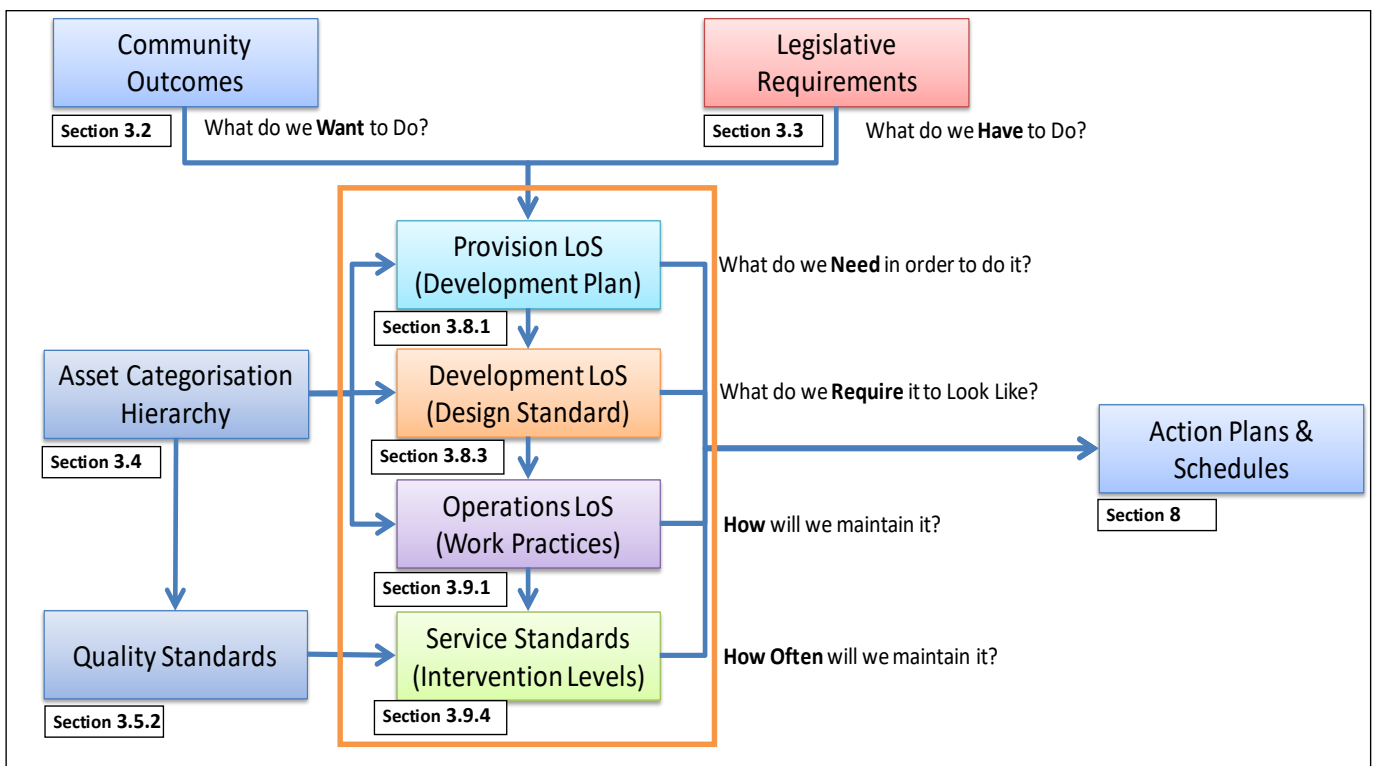 Community
Outcomes
Legislative
Requirements
Section 3.2
What do we Want to Do?
Section 3.3
What do we Have to Do?
Provision LoS
(Development Plan)
What do we Need in order to do it?
Section 3.8.1
Asset Categorisation
Hierarchy
Development LoS
(Design Standard)
What do we Require it to Look Like?
Action Plans &
Schedules
Section 3.4
Section 3.8.3
Operations LoS
(Work Practices)
How will we maintain it?
Section 8
Section 3.9.1
Quality Standards
Service Standards
(Intervention Levels)
How Often will we maintain it?
Section 3.5.2
Section 3.9.4